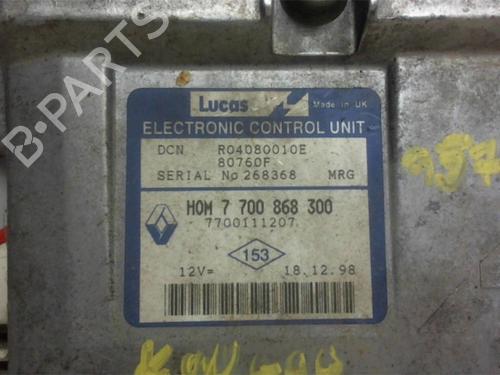 B-PARTS
Lucas Made in UK
ELECTRONIC CONTROL UNIT
DCN R04080010E
80760F
SERIAL No 268368 MRG
HOM 7 700 868 300
7700111207
153
12V= 18.12.98